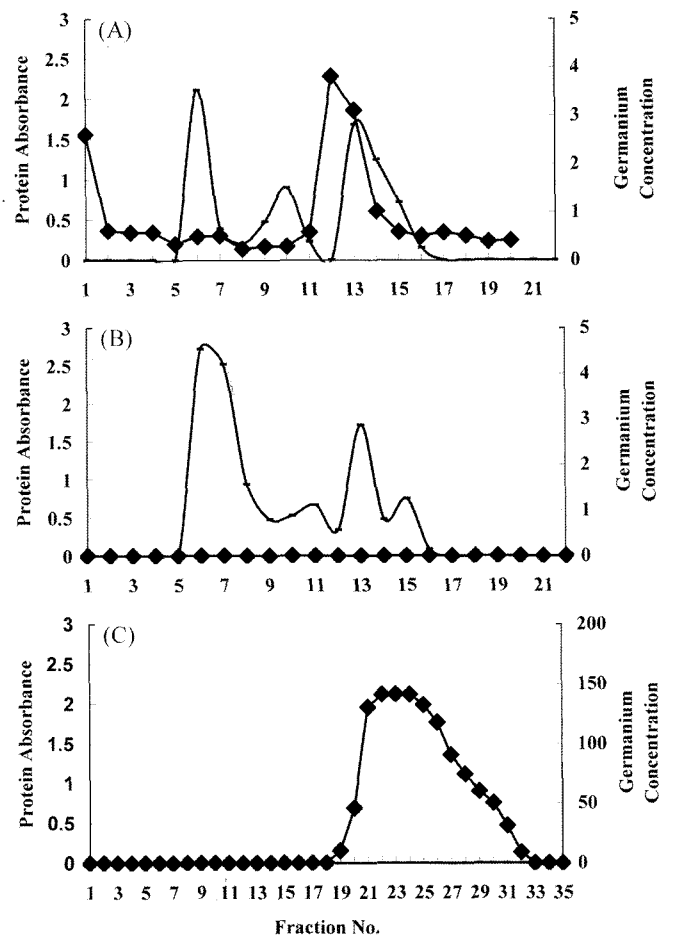 (A)
Protein Absorbance
3
2.5
2
1.5
1
0.5
0
5
4
3
2
1
0
Germanium
Concentration
1 3 5 7 9 11 13 15 17 19 21
(B)
Protein Absorbance
3
2.5
2
1.5
1
0.5
0
5
4
3
2
1
0
Germanium
Concentration
1 3 5 7 9 11 13 15 17 19 21
(C)
Protein Absorbance
3
2.5
2
1.5
1
0.5
0
200
150
100
50
0
Germanium
Concentration
1 3 5 7 9 11 13 15 17 19 21 23 25 27 29 31 33 35
Fraction No.